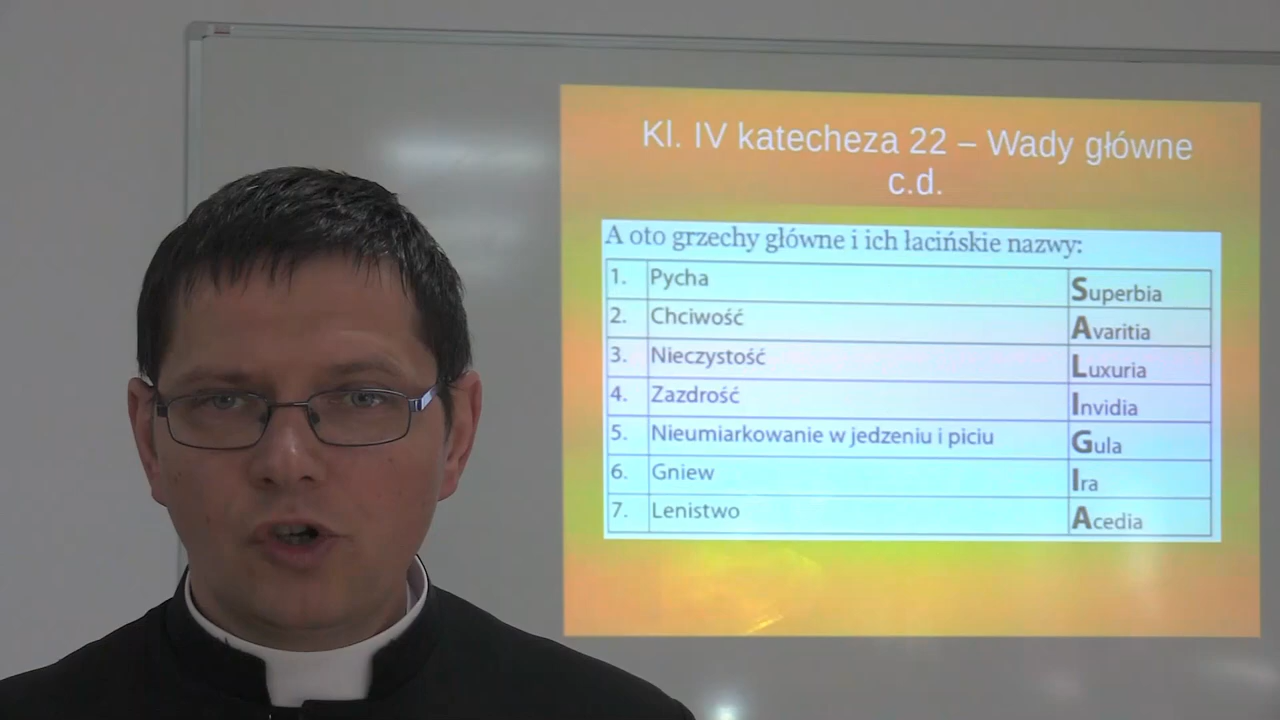 Kl. IV katecheza 22 – Wady główne
c.d.
A oto grzechy główne i ich łacińskie nazwy:
1. Pycha Superbia
2. Chciwość Avaritia
3. Nieczystość Luxuria
4. Zazdrość Invidia
5. Nieumiarkowanie w jedzeniu i piciu Gula
6. Gniew Ira
7. Lenistwo Acedia